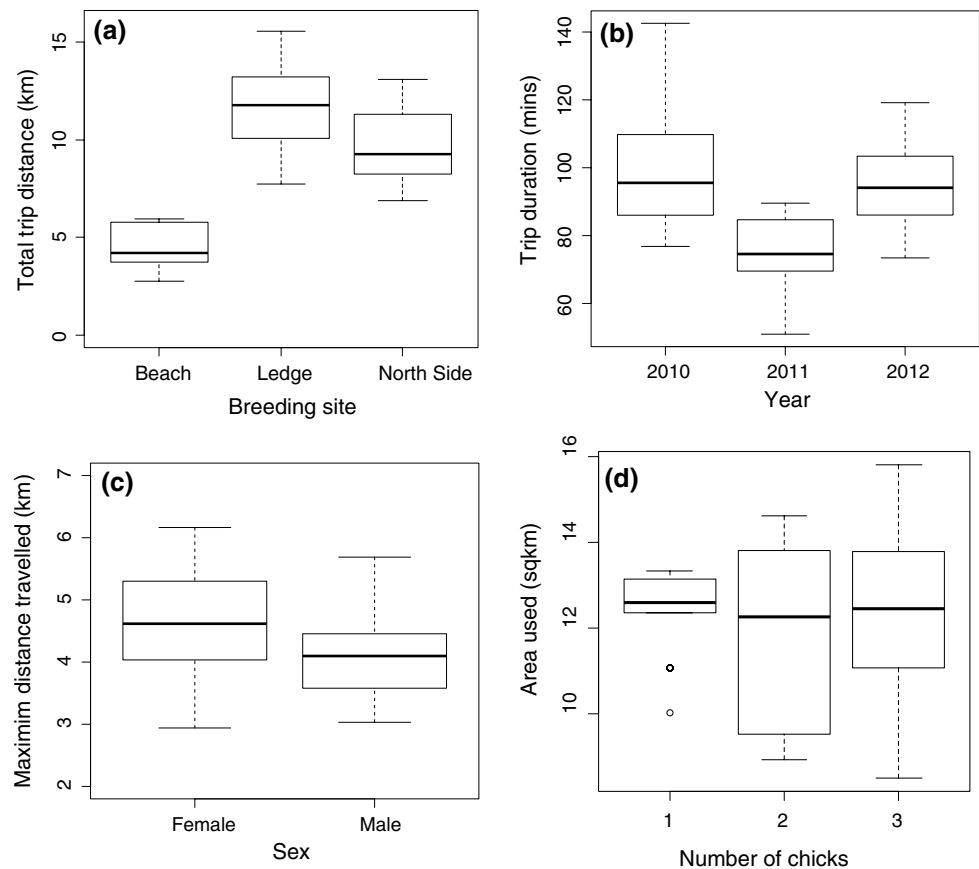 (a)
Total trip distance (km)
15
10
5
0
Beach Ledge North Side
Breeding site
(b)
Trip duration (mins)
140
120
100
80
60
2010 2011 2012
Year
(c)
Maximim distance travelled (km)
7
6
5
4
3
2
Female Male
Sex
(d)
Area used (sqkm)
16
14
12
10
1 2 3
Number of chicks